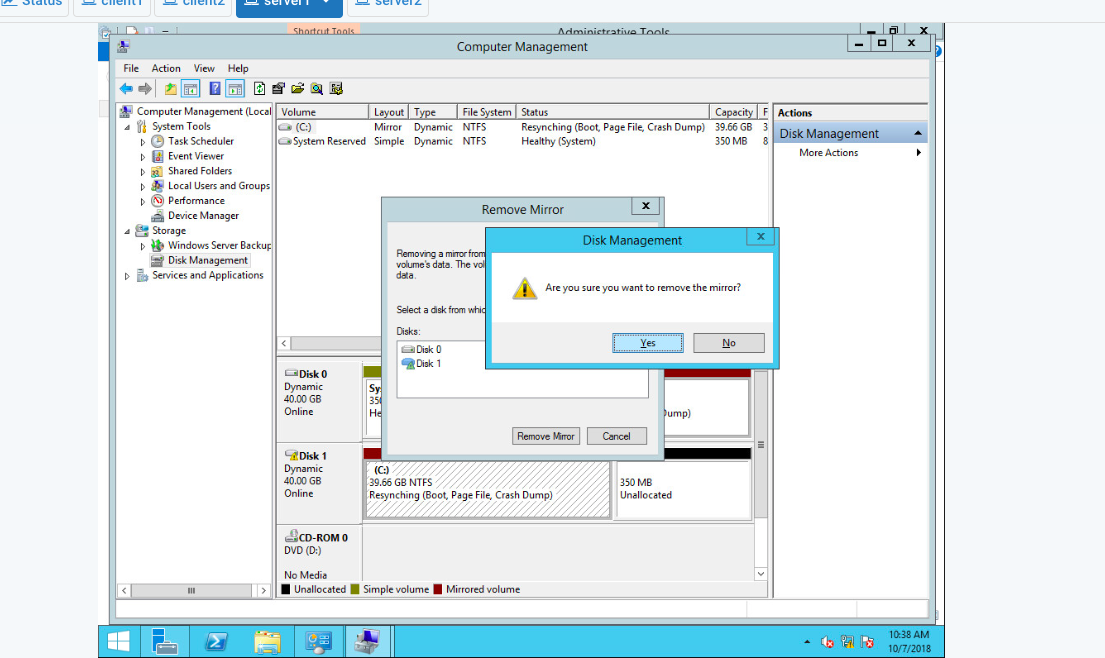 Status client1 client2 server1 server2
Shortcut Tools Administrative Tools
Computer Management
File Action View Help
Computer Management (Local
System Tools
Task Scheduler
Event Viewer
Shared Folders
Local Users and Groups
Performance
Device Manager
Storage
Windows Server Backup
Disk Management
Services and Applications
Volume Layout Type File System Status Capacity F
(C:) Mirror Dynamic NTFS Resynching (Boot, Page File, Crash Dump) 39.66 GB 3
System Reserved Simple Dynamic NTFS Healthy (System) 350 MB 8
Actions
Disk Management
More Actions
Remove Mirror
Removing a mirror from
volume's data. The vol
data.
Select a disk from whic
Disks:
Disk 0
Disk 1
Remove Mirror Cancel
Disk Management
Are you sure you want to remove the mirror?
Yes No
Disk 0
Dynamic
40.00 GB
Online
Sy
350
He
Dump)
Disk 1
Dynamic
40.00 GB
Online
(C:)
39.66 GB NTFS
Resynching (Boot, Page File, Crash Dump)
350 MB
Unallocated
CD-ROM 0
DVD (D:)
No Media
Unallocated Simple volume Mirrored volume
10:38 AM
10/7/2018